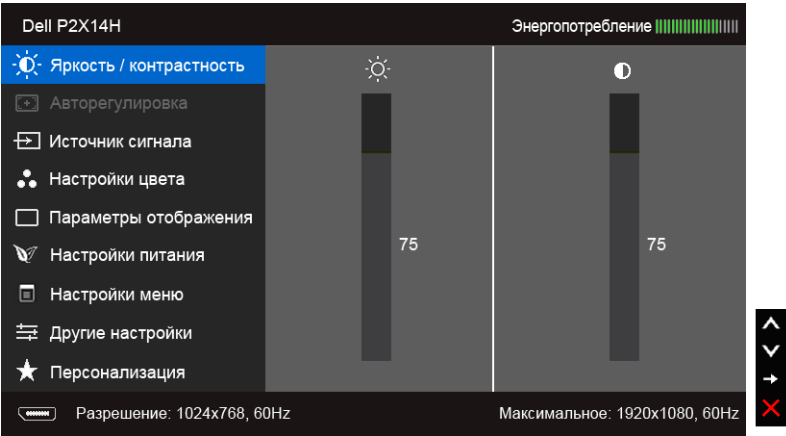 Dell P2X14H
Энергопотребление
Яркость / контрастность
Авторегулировка
Источник сигнала
Настройки цвета
Параметры отображения
Настройки питания
Настройки меню
Другие настройки
Персонализация
75
75
Разрешение: 1024x768, 60Hz
Максимальное: 1920x1080, 60Hz